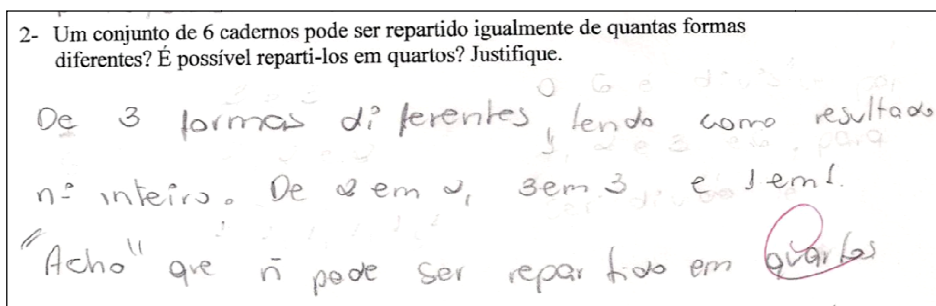 2- Um conjunto de 6 cadernos pode ser repartido igualmente de quantas formas
diferentes? É possível reparti-los em quartos? Justifique.
De 3 formas diferentes, tendo como resultado
nº inteiro. De 2 em 2, 3 em 3 e 1 em 1.
"Acho" que ñ pode ser repartido em quartos